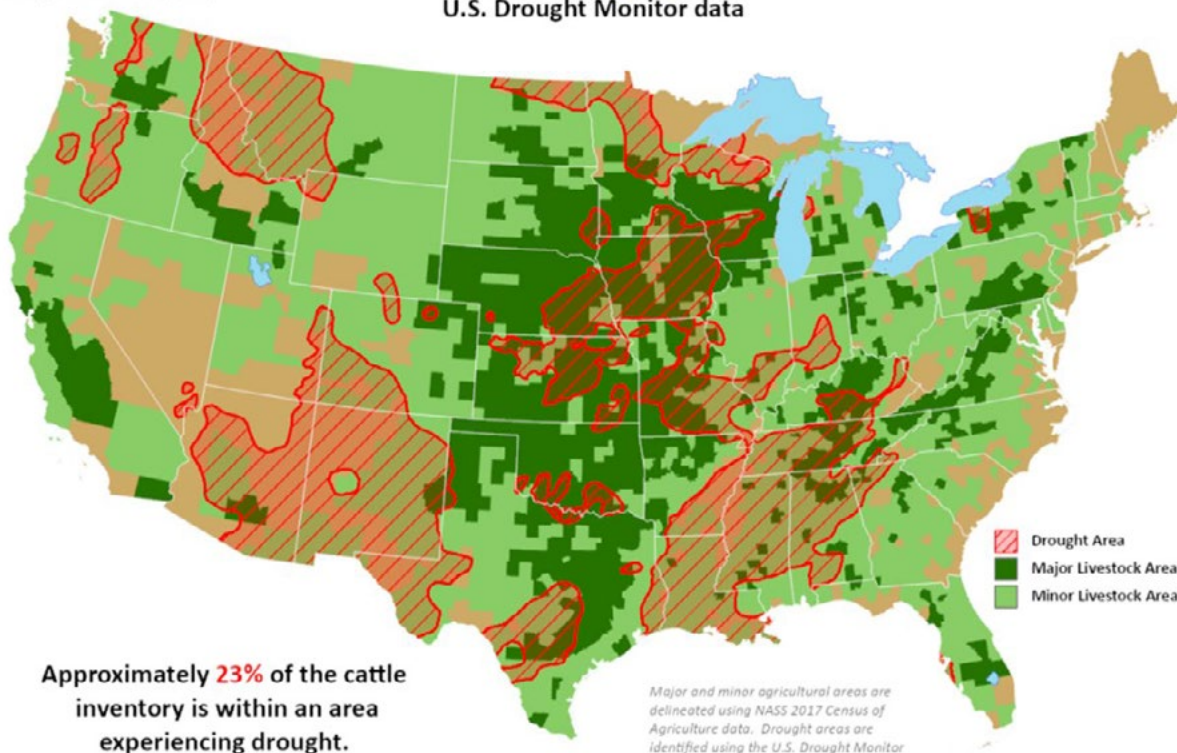 U.S. Drought Monitor data
Drought Area
Major Livestock Area
Minor Livestock Area
Approximately 23% of the cattle
inventory is within an area
experiencing drought.
Major and minor agricultural areas are
delineated using NASS 2017 Census of
Agriculture data. Drought areas are
identified using the U.S. Drought Monitor